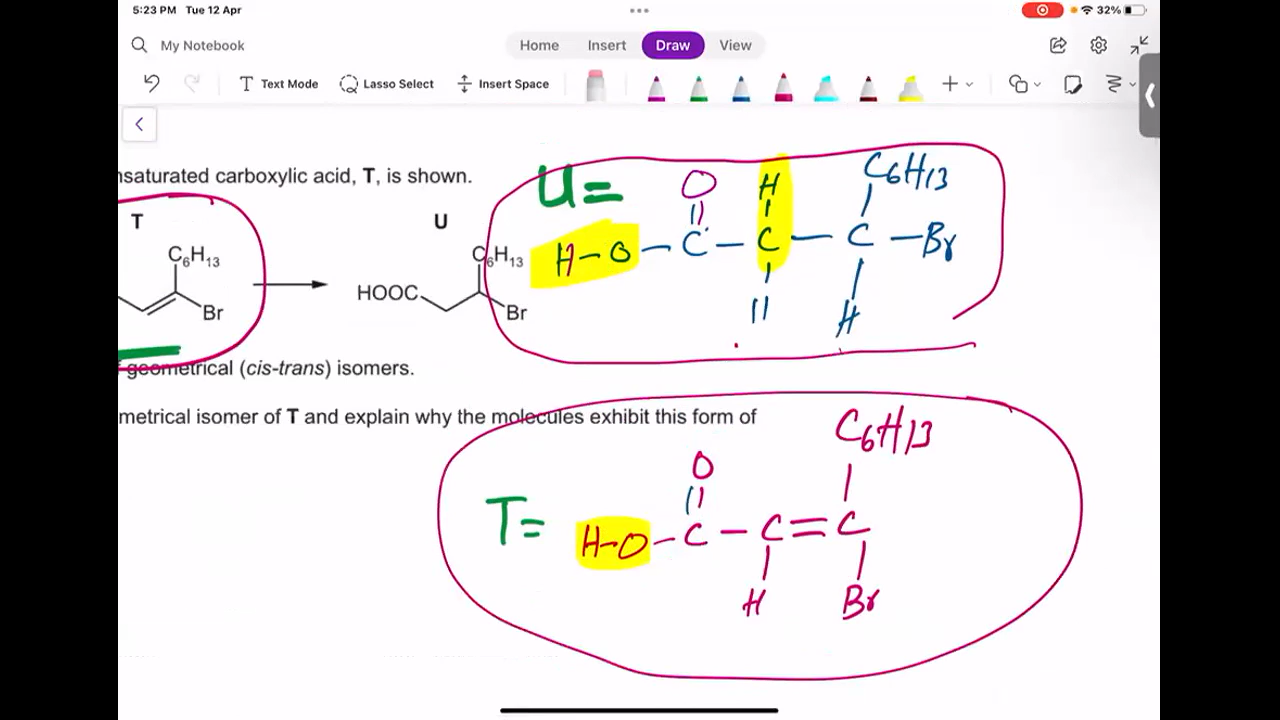 5:23 PM Tue 12 Apr
32%
My Notebook
Home Insert Draw View
Text Mode Lasso Select Insert Space
nsaturated carboxylic acid, T, is shown.
T
U
C6H13
Br
C6H13
HOOC
Br
U=
O H C6H13
H-O-C-C-C-Br
H
geometrical (cis-trans) isomers.
metrical isomer of T and explain why the molecules exhibit this form of
C6H13
O
T= H-O-C-C=C
H Br